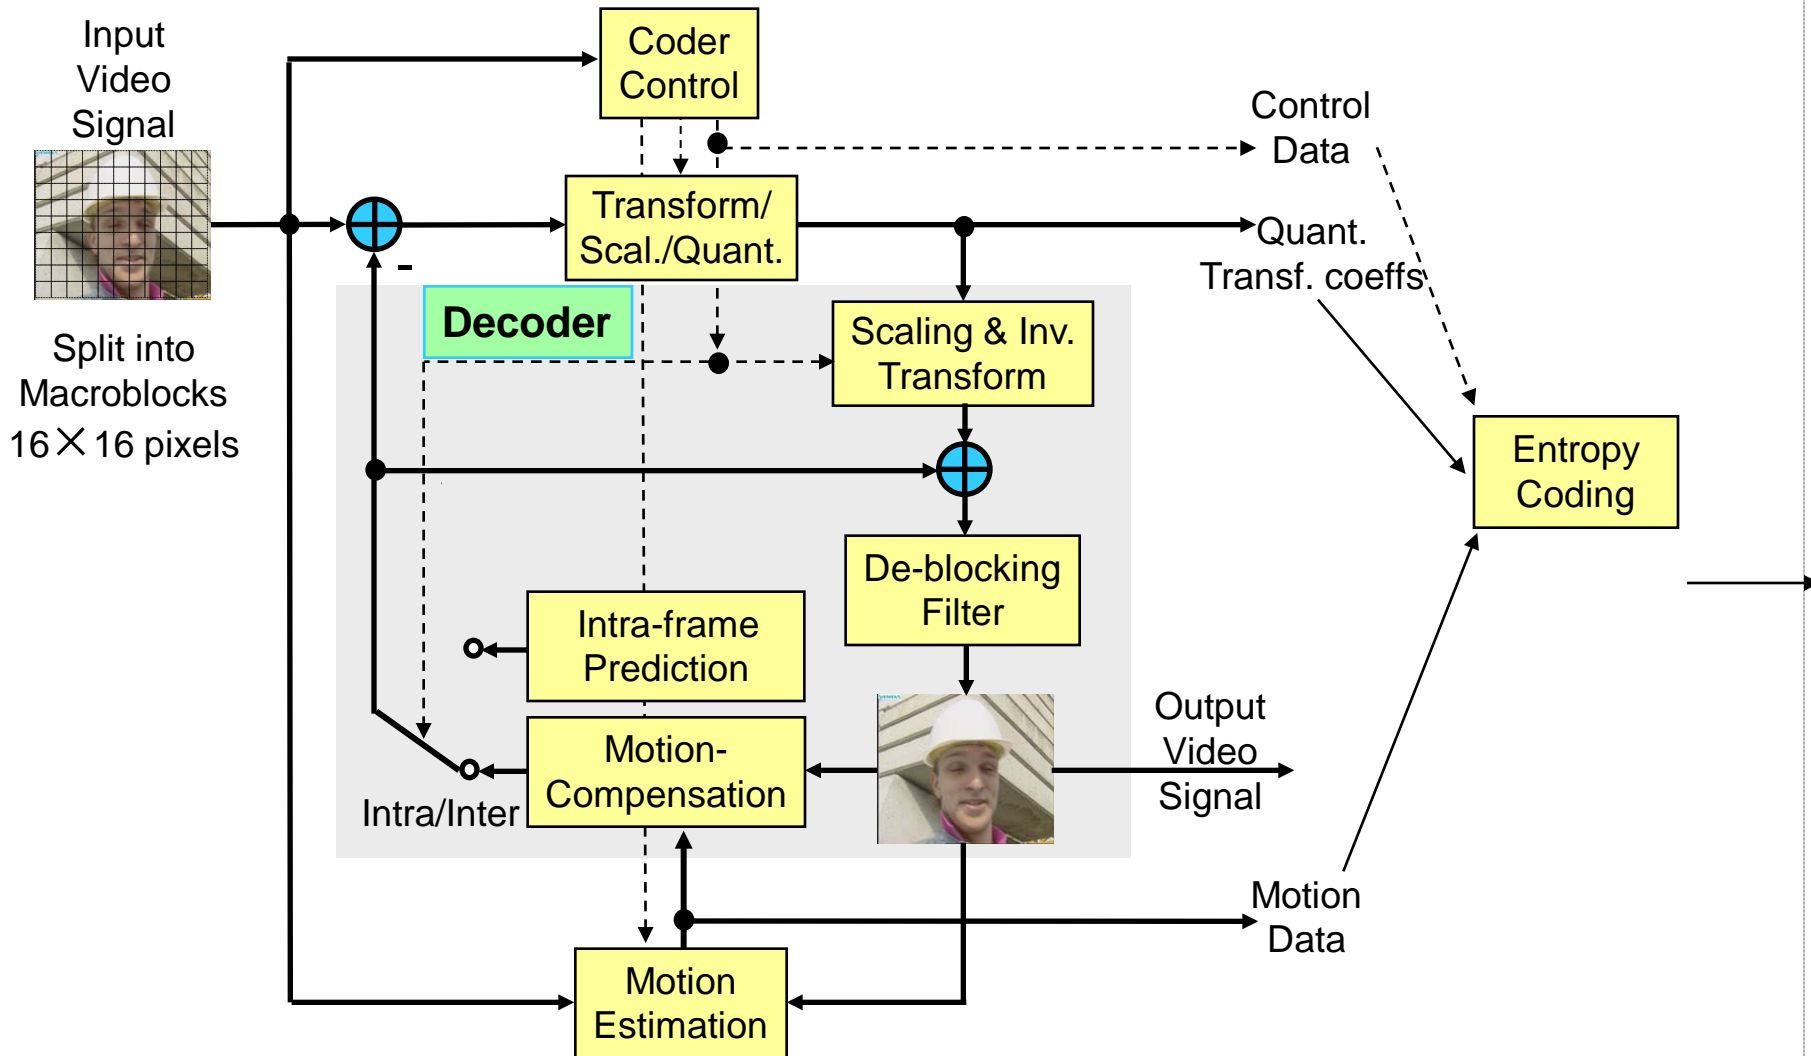 Input
Video
Signal
Split into
Macroblocks
16×16 pixels
Coder
Control
Transform/
Scal./Quant.
-
Decoder
Scaling & Inv.
Transform
De-blocking
Filter
Intra-frame
Prediction
Motion-
Compensation
Intra/Inter
Motion
Estimation
Control
Data
Quant.
Transf. coeffs
Output
Video
Signal
Motion
Data
Entropy
Coding